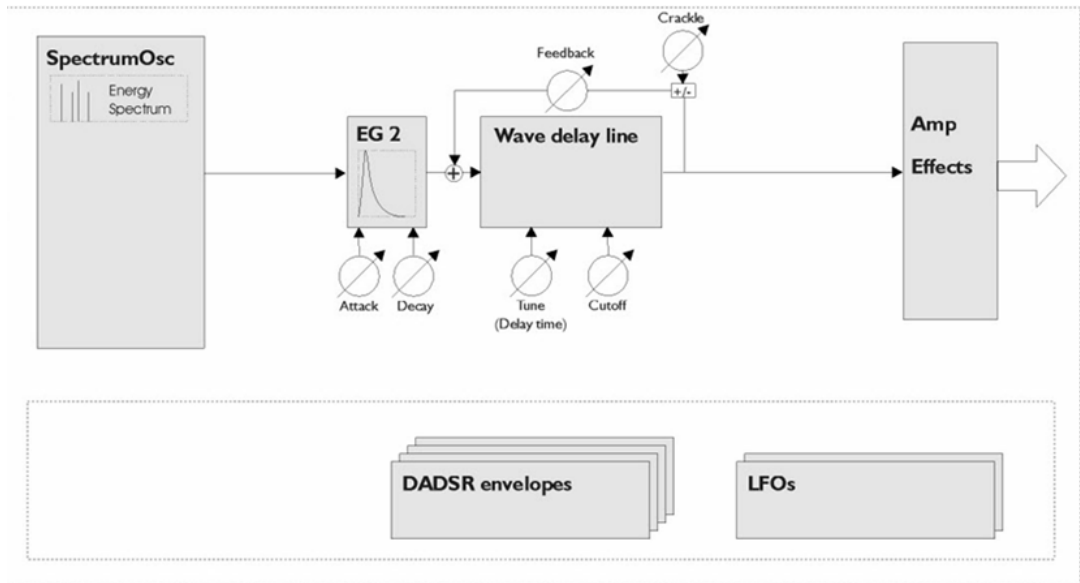 SpectrumOsc
Energy
Spectrum
Crackle
Feedback
+/-
EG 2
+
Wave delay line
Amp
Effects
Attack
Decay
Tune
(Delay time)
Cutoff
DADSR envelopes
LFOs